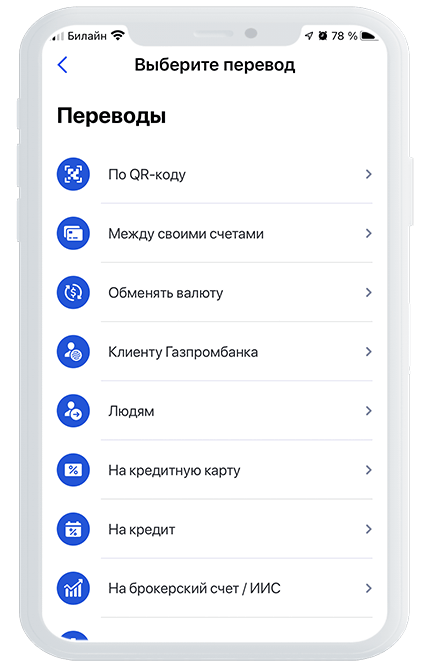 Билайн 78 %
Выберите перевод
Переводы
По QR-коду
Между своими счетами
Обменять валюту
Клиенту Газпромбанка
Людям
На кредитную карту
На кредит
На брокерский счет / ИИС